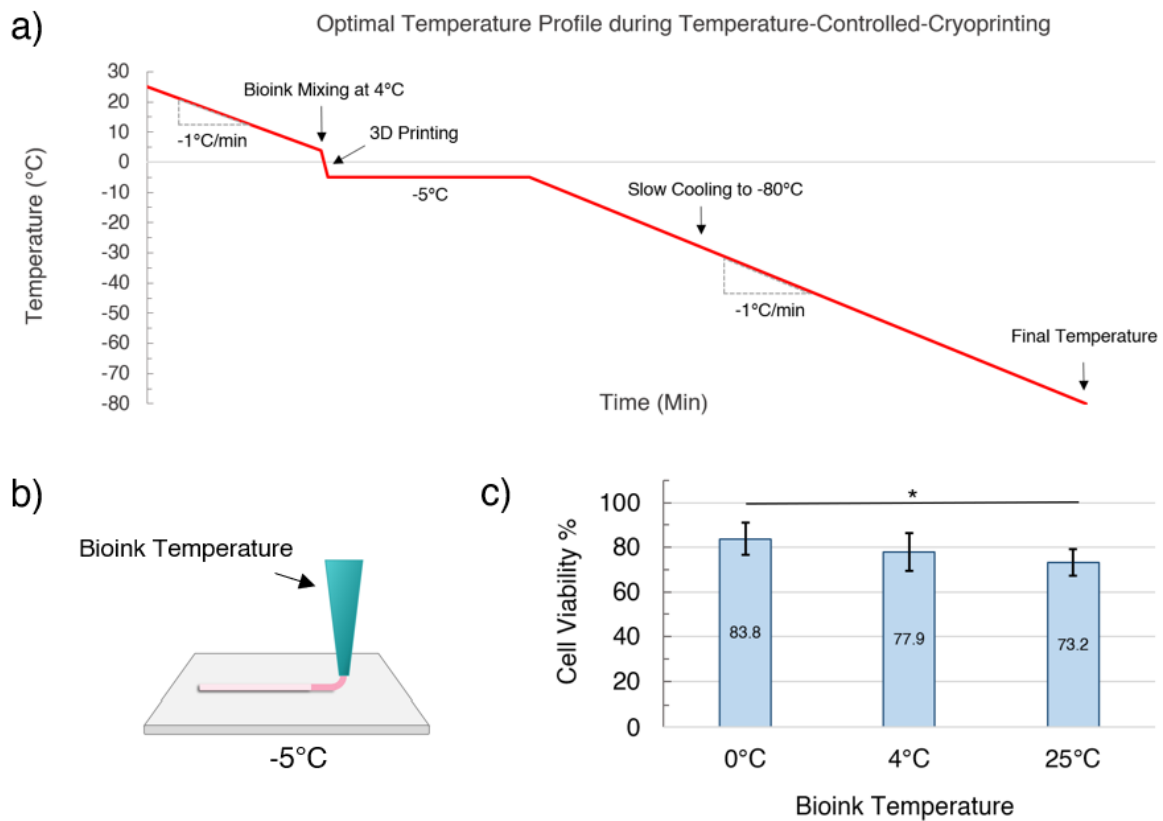 a)
Optimal Temperature Profile during Temperature-Controlled-Cryoprinting
Temperature (°C)
30
20
10
0
-10
-20
-30
-40
-50
-60
-70
-80
-1°C/min
Bioink Mixing at 4°C
3D Printing
-5°C
Slow Cooling to -80°C
-1°C/min
Final Temperature
Time (Min)
b)
Bioink Temperature
-5°C
c)
Cell Viability %
100
80
60
40
20
0
*
83.8
77.9
73.2
0°C
4°C
25°C
Bioink Temperature